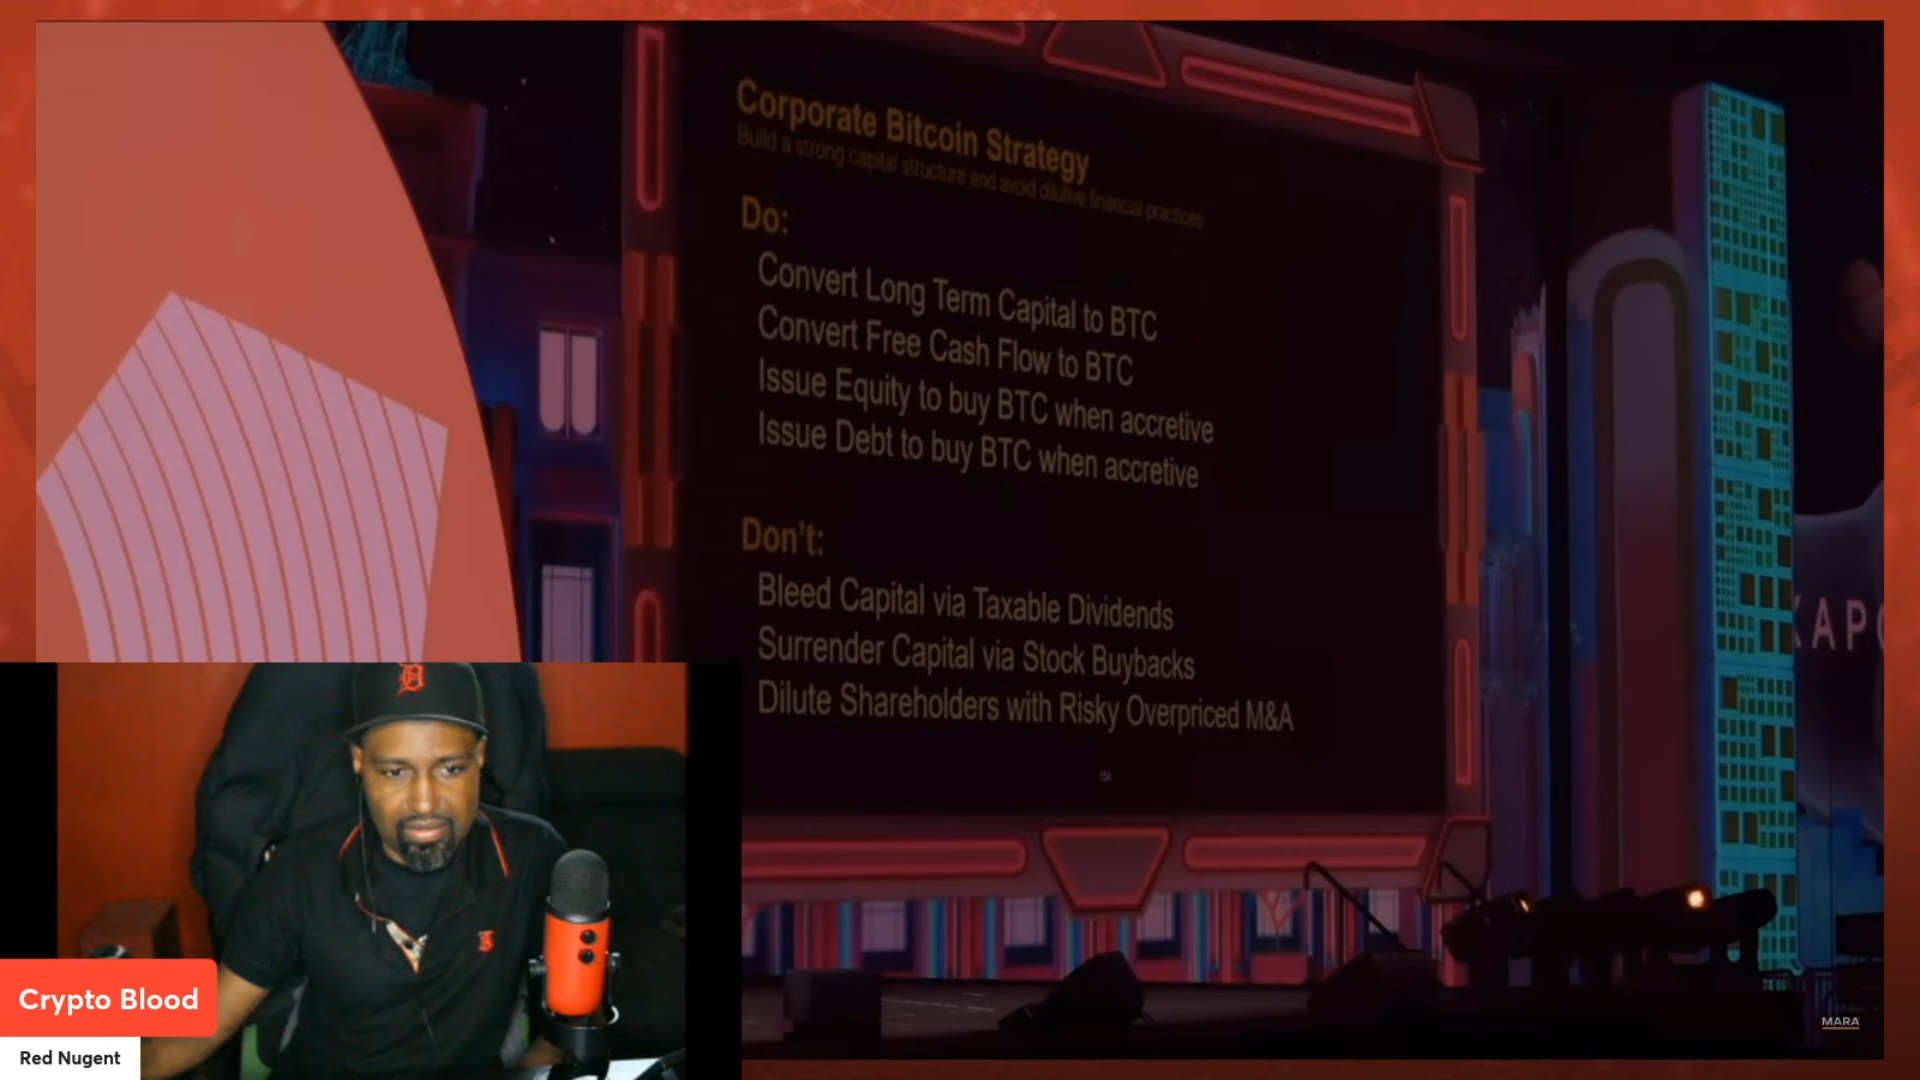 Corporate Bitcoin Strategy
Build a strong capital structure and avoid dilutive financial practices
Do:
Convert Long Term Capital to BTC
Convert Free Cash Flow to BTC
Issue Equity to buy BTC when accretive
Issue Debt to buy BTC when accretive
Don't:
Bleed Capital via Taxable Dividends
Surrender Capital via Stock Buybacks
Dilute Shareholders with Risky Overpriced M&A
D
Crypto Blood
Red Nugent
MARA